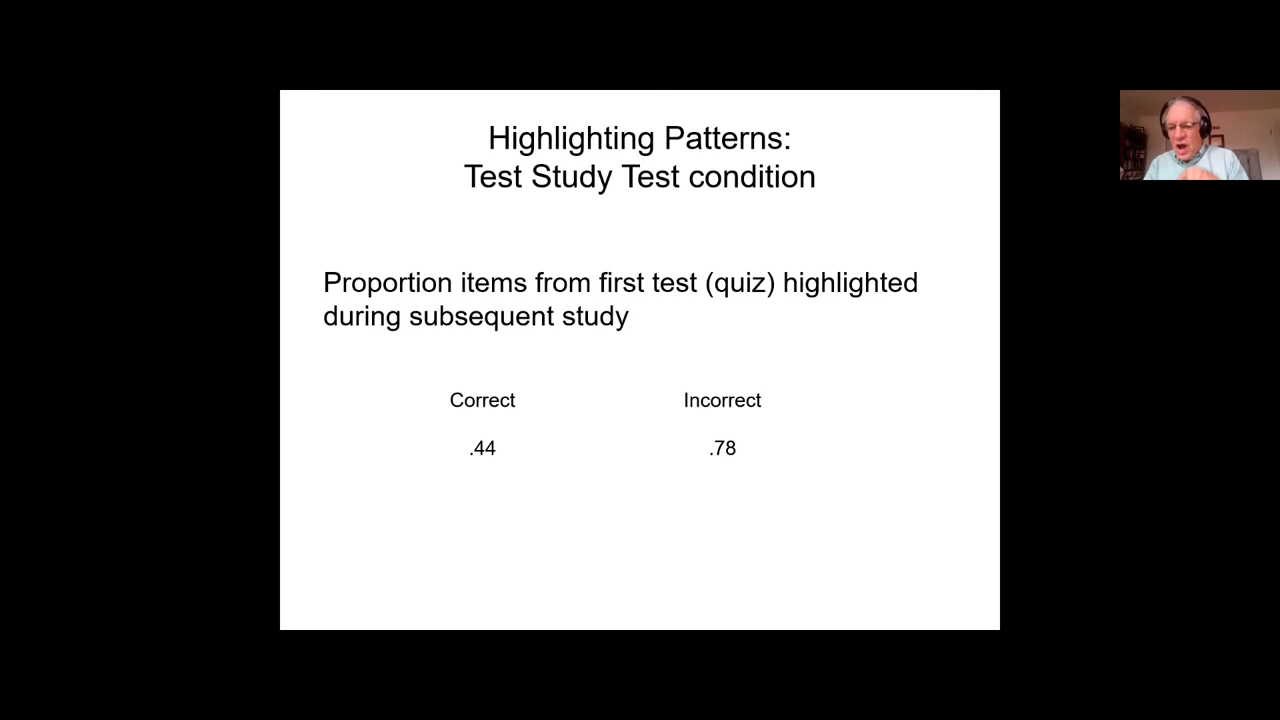 Highlighting Patterns:
Test Study Test condition
Proportion items from first test (quiz) highlighted
during subsequent study
Correct Incorrect
.44 .78